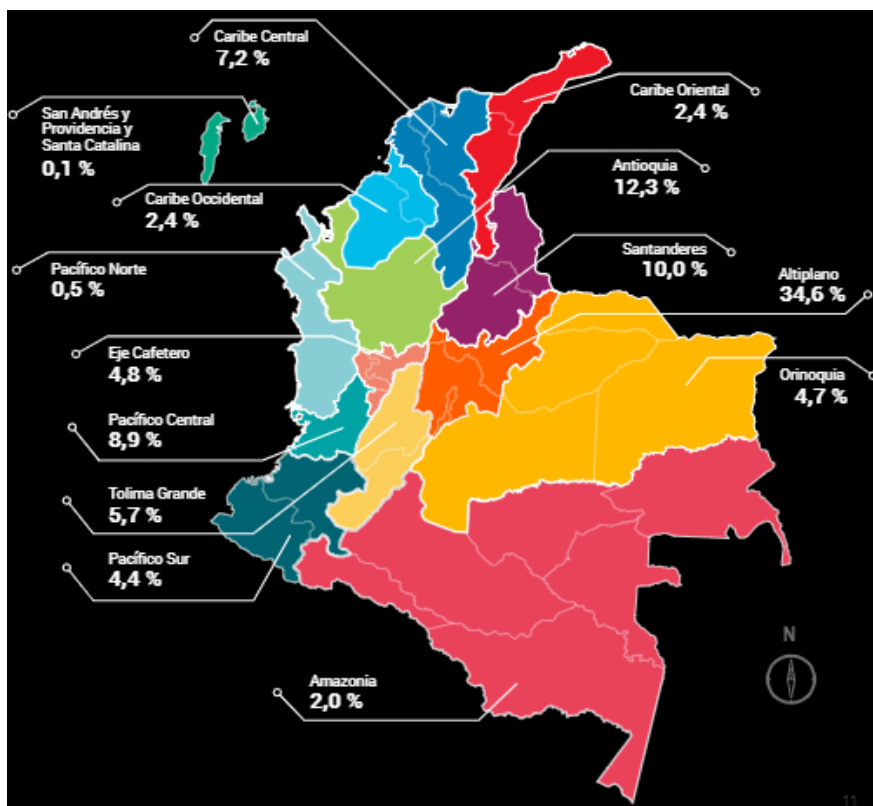 Caribe Central
7,2 %
Caribe Oriental
2,4 %
San Andrés y
Providencia y
Santa Catalina
0,1 %
Antioquia
12,3 %
Caribe Occidental
2,4 %
Santanderes
10,0 %
Pacífico Norte
0,5 %
Altiplano
34,6 %
Eje Cafetero
4,8 %
Orinoquia
4,7 %
Pacífico Central
8,9 %
Tolima Grande
5,7 %
Pacífico Sur
4,4 %
N
Amazonia
2,0 %
11